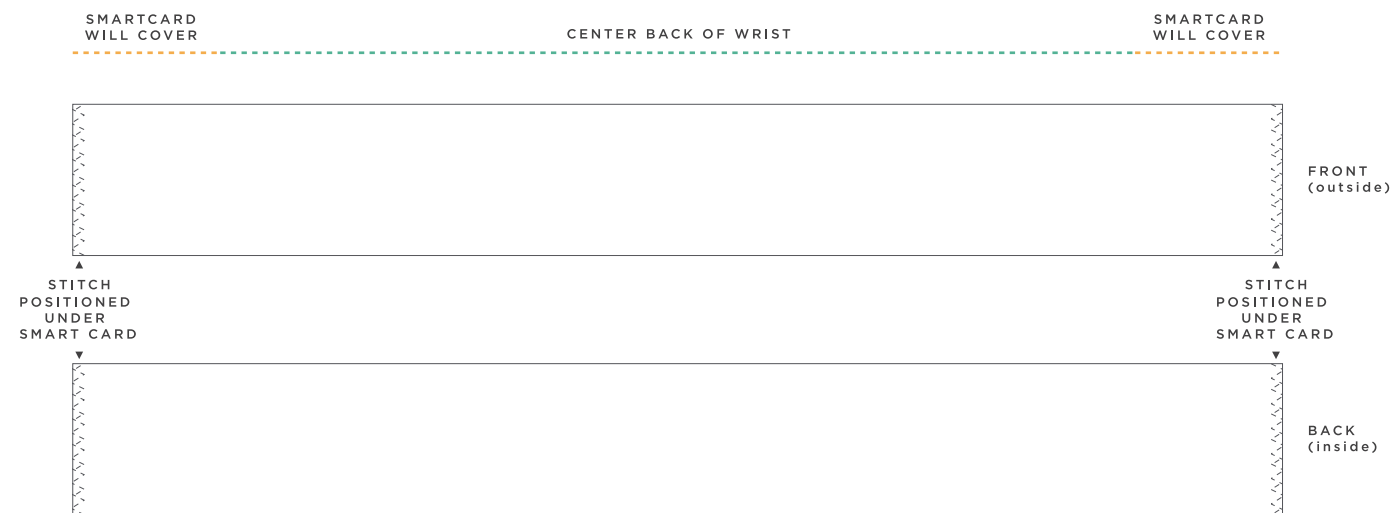 SMARTCARD
WILL COVER
CENTER BACK OF WRIST
SMARTCARD
WILL COVER
FRONT
(outside)
STITCH
POSITIONED
UNDER
SMART CARD
STITCH
POSITIONED
UNDER
SMART CARD
BACK
(inside)